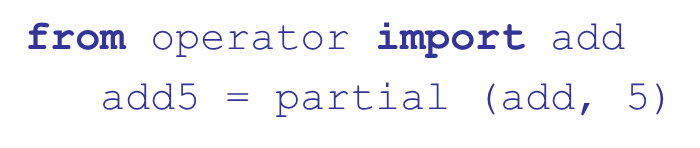 from operator import add
add5 = partial (add, 5)